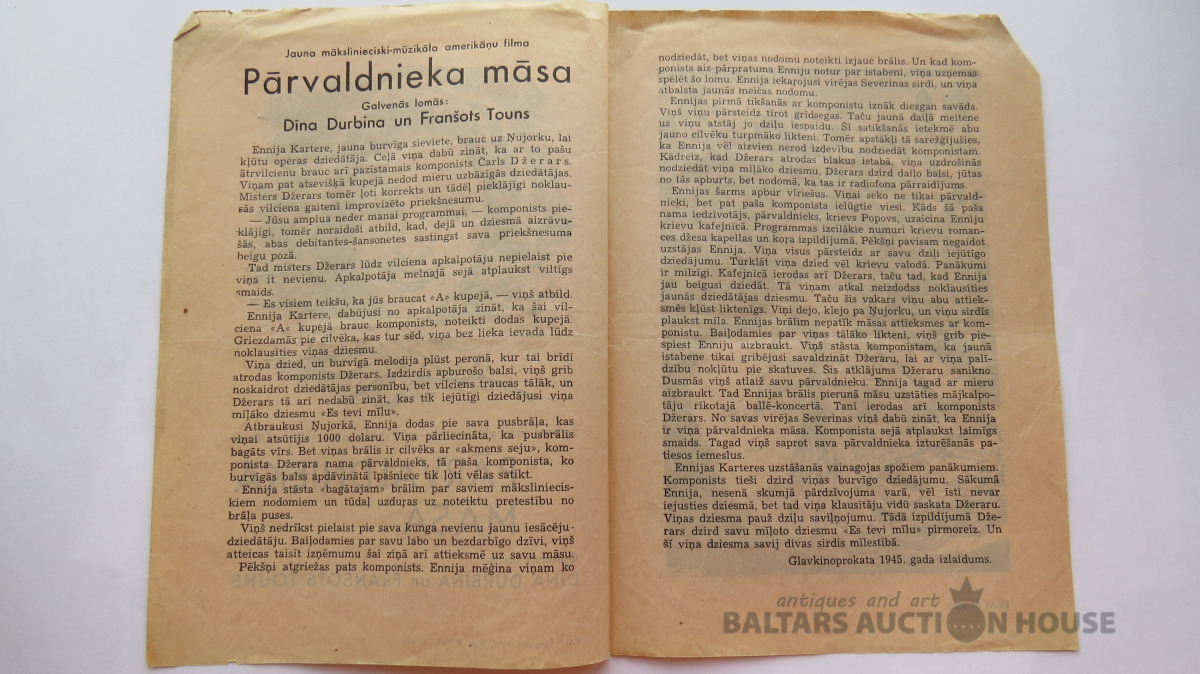 Jauna mākslinieciski-mūzikāla amerikāņu filma
Pārvaldnieka māsa
Galvenās lomās:
Dīna Durbina un Franšots Touns
Ennija Kartere, jauna burvīga sieviete, brauc uz Ņujorku, lai
kļūtu operas dziedātāja. Ceļā viņa dabū zināt, ka ar to pašu
ātrvilcienu brauc arī pazīstamais komponists Čarls Džerars.
Viņam pat atsevišķā kupejā nedod mieru uzbāzīgās dziedātājas.
Misters Džerars tomēr ļoti korrekts un tādēļ pieklājīgi noklau-
sās vilciena gaitenī improvizēto priekšnesumu.
— Jūsu amplua neder manai programmai, — komponists pie-
klājīgi, tomēr noraidoši atbild, kad, dejā un dziesmā aizrāvu-
šās, abas debitantes-šansonetes sastingst sava priekšnesuma
beigu pozā.
Tad misters Džerars lūdz vilciena apkalpotāju nepielaist pie
viņa it nevienu. Apkalpotāja melnajā sejā atplaukst viltīgs
smaids.
— Es visiem teikšu, ka jūs braucat «A» kupejā, — viņš atbild.
Ennija Kartere, dabūjusi no apkalpotāja zināt, ka šai vil-
ciena «A« kupejā brauc komponists, noteikti dodas kupejā.
Griezdamās pie cilvēka, kas tur sēd, viņa bez lieka ievada lūdz
noklausīties viņas dziesmu.
Viņa dzied, un burvīgā melodija plūst peronā, kur tai brīdī
atrodas komponists Džerars. Izdzirdis apburošo balsi, viņš grib
noskaidrot dziedātājas personību, bet vilciens traucas tālāk, un
Džerars tā arī nedabū zināt, kas tik iejūtīgi dziedājusi viņa
miļāko dziesmu «Es tevi mīlu».
Atbraukusi Ņujorkā, Ennija dodas pie sava pusbrāļa, kas
viņai atsūtījis 1000 dolaru. Viņa pārliecināta, ka pusbrālis
bagāts vīrs. Bet viņas brālis ir cilvēks ar «akmens seju», kom-
ponista Džerara nama pārvaldnieks, tā paša komponista, ko
burvīgās balss apdāvinātā īpašniece tik ļoti vēlas satikt.
Ennija stāsta «bagātajam» brālim par saviem māksliniecis-
kiem nodomiem un tūdaļ uzduras uz noteiktu pretestību no
brāļa puses.
Viņš nedrīkst pielaist pie sava kunga nevienu jaunu iesācēju-
dziedātāju. Baiļodamies par savu labo un bezdarbīgo dzīvi, viņš
atteicas taisīt izņēmumu šai ziņā arī attieksmē uz savu māsu.
Pēkšņi atgriežas pats komponists. Ennija mēģina viņam ko
nodziedāt, bet viņas nodomu noteikti izjauc brālis. Un kad kom-
ponists aiz pārpratuma Enniju notur par istabeni, viņa uzņemas
spēlēt šo lomu. Ennija iekarojusi virējas Severinas sirdi, un viņa
atbalsta jaunās meičas nodomu.
Ennijas pirmā tikšanās ar komponistu iznāk diezgan savāda.
Viņš viņu pārsteidz tīrot grīdsegas. Taču jaunā daiļā meitene
uz viņu atstāj jo dziļu iespaidu. Šī satikšanās ietekmē abu
jauno cilvēku turpmāko likteni. Tomēr apstākļi tā sarežģījušies,
ka Ennija vēl aizvien nerod izdevību nodziedāt komponistam.
Kādreiz, kad Džerars atrodas blakus istabā, viņa uzdrošinās
nodziedāt viņa mīļāko dziesmu. Džerars dzird daiļo balsi, jūtas
no tās apburts, bet nodomā, ka tas ir radiofona pārraidījums.
Ennijas šarms apbur vīriešus. Viņai seko ne tikai pārvald-
nieki, bet pat paša komponista ielūgtie viesi. Kāds šā paša
nama iedzīvotājs, pārvaldnieks, krievs Popovs, uzaicina Enniju
krievu kafejnīcā. Programmas izcilākie numuri krievu roman-
ces džesa kapellas un kora izpildījumā. Pēkšņi pavisam negaidot
uzstājas Ennija. Viņa visus pārsteidz ar savu dziļi iejūtīgo
dziedājumu. Turklāt viņa dzied vēl krievu valodā. Panākumi
ir milzīgi. Kafejnīcā ierodas arī Džerars, taču tad, kad Ennija
jau beigusi dziedāt. Tā viņam atkal neizdodas noklausīties
jaunās dziedātājas dziesmu. Taču šis vakars viņu abu attiek-
smēs kļūst liktenīgs. Viņi dejo, klejo pa Ņujorku, un viņu sirdīs
plaukst mīla. Ennijas brālim nepatīk māsas attieksmes ar kom-
ponistu. Baiļodamies par viņas tālāko likteni, viņš grib pie-
spiest Enniju aizbraukt. Viņš stāsta komponistam, ka jaunā
istabene tikai gribējusi savaldzināt Džeraru, lai ar viņa palī-
dzību nokļūtu pie skatuves. Šis atklājums Džeraru sanikno.
Dusmās viņš atlaiž savu pārvaldnieku. Ennija tagad ar mieru
aizbraukt. Tad Ennijas brālis pierunā māsu uzstāties mājkalpo-
tāju rīkotajā ballē-koncertā. Tanī ierodas arī komponists
Džerars. No savas virējas Severinas viņš dabū zināt, ka Ennija
ir viņa pārvaldnieka māsa. Komponista sejā atplaukst laimīgs
smaids. Tagad viņš saprot sava pārvaldnieka izturēšanās pa-
tiesos iemeslus.
Ennijas Karteres uzstāšanās vainagojas spožiem panākumiem.
Komponists tieši dzird viņas burvīgo dziedājumu. Sākumā
Ennija, nesenā skumjā pārdzīvojuma varā, vēl īsti nevar
iejusties dziesmā, bet tad viņa klausītāju vidū saskata Džeraru.
Viņas dziesma pauž dziļu saviļņojumu. Tādā izpildījumā Dže-
rars dzird savu mīļoto dziesmu «Es tevi mīlu» pirmoreiz. Un
šī viņa dziesma savij divas sirdis mīlestībā.
Glavkinoprokata 1945. gada izlaidums.
antiques and art
BALTARS AUCTION HOUSE